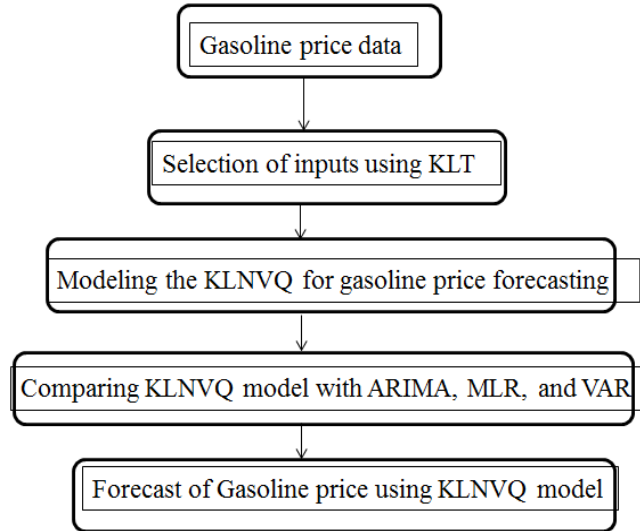 Gasoline price data
Selection of inputs using KLT
Modeling the KLNVQ for gasoline price forecasting
Comparing KLNVQ model with ARIMA, MLR, and VAR
Forecast of Gasoline price using KLNVQ model